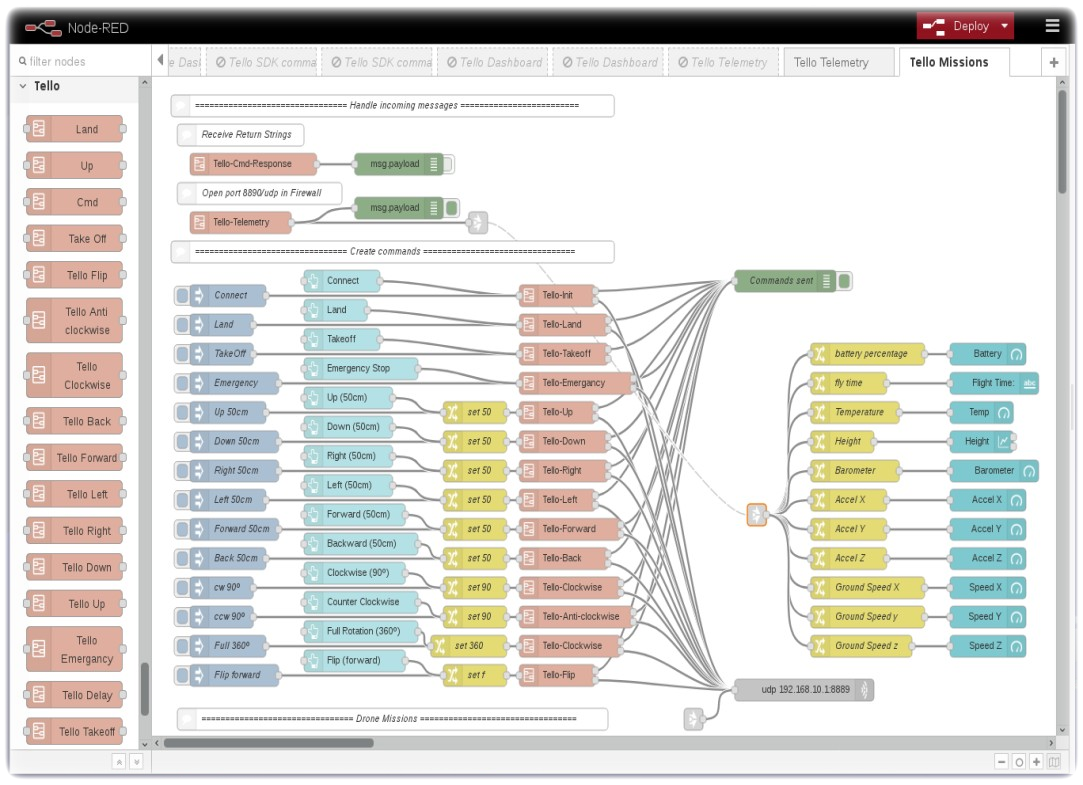 Node-RED
Deploy
filter nodes
e Das
Tello SDK comma
Tello SDK comma
Tello Dashboard
Tello Dashboard
Tello Telemetry
Tello Telemetry
Tello Missions
Tello
Land
Up
Cmd
Take Off
Tello Flip
Tello Anti
clockwise
Tello
Clockwise
Tello Back
Tello Forward
Tello Left
Tello Right
Tello Down
Tello Up
Tello
Emergancy
Tello Delay
Tello Takeoff
================================ Handle incoming messages =========================
Receive Return Strings
Tello-Cmd-Response
msg.payload
Open port 8890/udp in Firewall
msg.payload
Tello-Telemetry
================================ Create commands ================================
Connect
Land
TakeOff
Emergency
Up 50cm
Down 50cm
Right 50cm
Left 50cm
Forward 50cm
Back 50cm
cw 90º
ccw 90º
Full 360º
Flip forward
Connect
Land
Takeoff
Emergency Stop
Up (50cm)
Down (50cm)
Right (50cm)
Left (50cm)
Forward (50cm)
Backward (50cm)
Clockwise (90º)
Counter Clockwise
Full Rotation (360º)
Flip (forward)
set 50
set 50
set 50
set 50
set 50
set 50
set 90
set 90
set 360
set f
Tello-Init
Tello-Land
Tello-Takeoff
Tello-Emergancy
Tello-Up
Tello-Down
Tello-Right
Tello-Left
Tello-Forward
Tello-Back
Tello-Clockwise
Tello-Anti-clockwise
Tello-Clockwise
Tello-Flip
Commands sent
battery percentage
fly time
Temperature
Height
Barometer
Accel X
Accel Y
Accel Z
Ground Speed X
Ground Speed y
Ground Speed z
Battery
Flight Time:
abc
Temp
Height
Barometer
Accel X
Accel Y
Accel Z
Speed X
Speed Y
Speed Z
udp 192.168.10.1:8889
================================ Drone Missions =================================